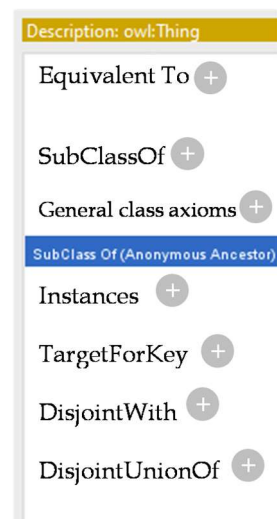 Description: owl:Thing
Equivalent To +
SubClassOf +
General class axioms +
SubClass Of (Anonymous Ancestor)
Instances +
TargetForKey +
DisjointWith +
DisjointUnionOf +